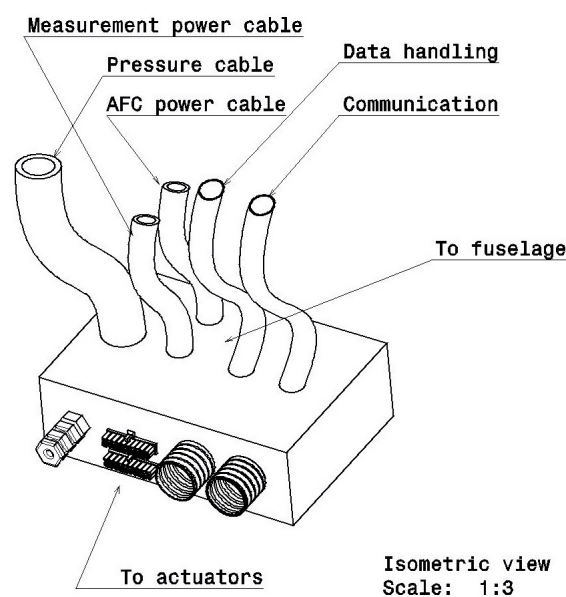 Measurement power cable
Data handling
Pressure cable
AFC power cable
Communication
To fuselage
To actuators
Isometric view
Scale: 1:3